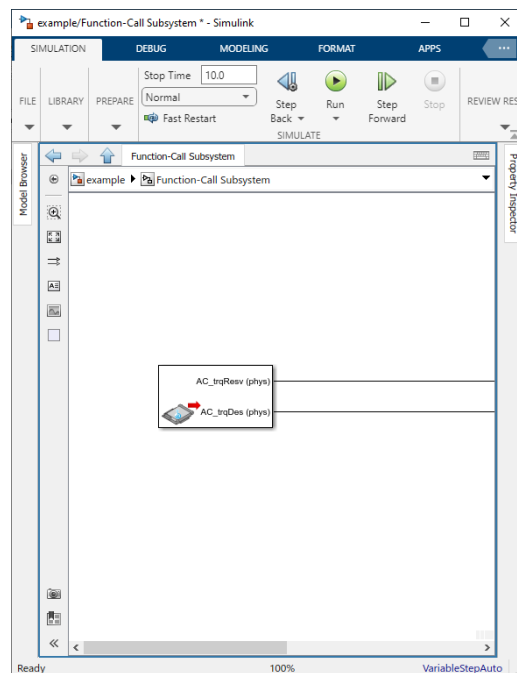 example/Function-Call Subsystem * - Simulink
SIMULATION DEBUG MODELING FORMAT APPS
FILE LIBRARY PREPARE
Stop Time 10.0
Normal
Fast Restart
Step Back
Run
Step Forward
Stop
REVIEW RES
SIMULATE
Function-Call Subsystem
Model Browser
Property Inspector
example Function-Call Subsystem
AC_trqResv (phys)
AC_trqDes (phys)
Ready 100% VariableStepAuto